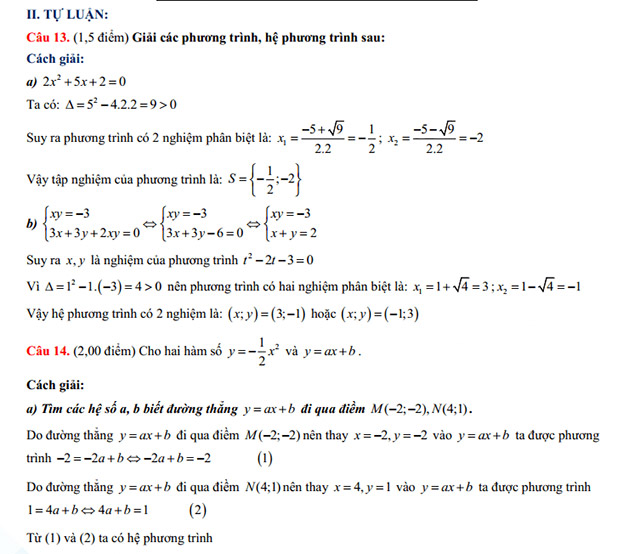 II. TỰ LUẬN:
Câu 13. (1,5 điểm) Giải các phương trình, hệ phương trình sau:
Cách giải:
a) 2x² + 5x + 2 = 0
Ta có: Δ = 5² − 4.2.2 = 9 > 0
Suy ra phương trình có 2 nghiệm phân biệt là: x₁ = (−5 + √9)/2.2 = −1/2; x₂ = (−5 − √9)/2.2 = −2
Vậy tập nghiệm của phương trình là: S = {−1/2; −2}
b) {xy = −3; 3x + 3y + 2xy = 0 ⇔ {xy = −3; 3x + 3y − 6 = 0 ⇔ {xy = −3; x + y = 2
Suy ra x, y là nghiệm của phương trình t² − 2t − 3 = 0
Vì Δ = 1² − 1.(−3) = 4 > 0 nên phương trình có hai nghiệm phân biệt là: x₁ = 1 + √4 = 3; x₂ = 1 − √4 = −1
Vậy hệ phương trình có 2 nghiệm là: (x; y) = (3; −1) hoặc (x; y) = (−1; 3)
Câu 14. (2,00 điểm) Cho hai hàm số y = −1/2 x² và y = ax + b.
Cách giải:
a) Tìm các hệ số a, b biết đường thẳng y = ax + b đi qua điểm M(−2; −2), N(4; 1).
Do đường thẳng y = ax + b đi qua điểm M(−2; −2) nên thay x = −2, y = −2 vào y = ax + b ta được phương
trình −2 = −2a + b ⇔ −2a + b = −2 (1)
Do đường thẳng y = ax + b đi qua điểm N(4; 1) nên thay x = 4, y = 1 vào y = ax + b ta được phương trình
1 = 4a + b ⇔ 4a + b = 1 (2)
Từ (1) và (2) ta có hệ phương trình